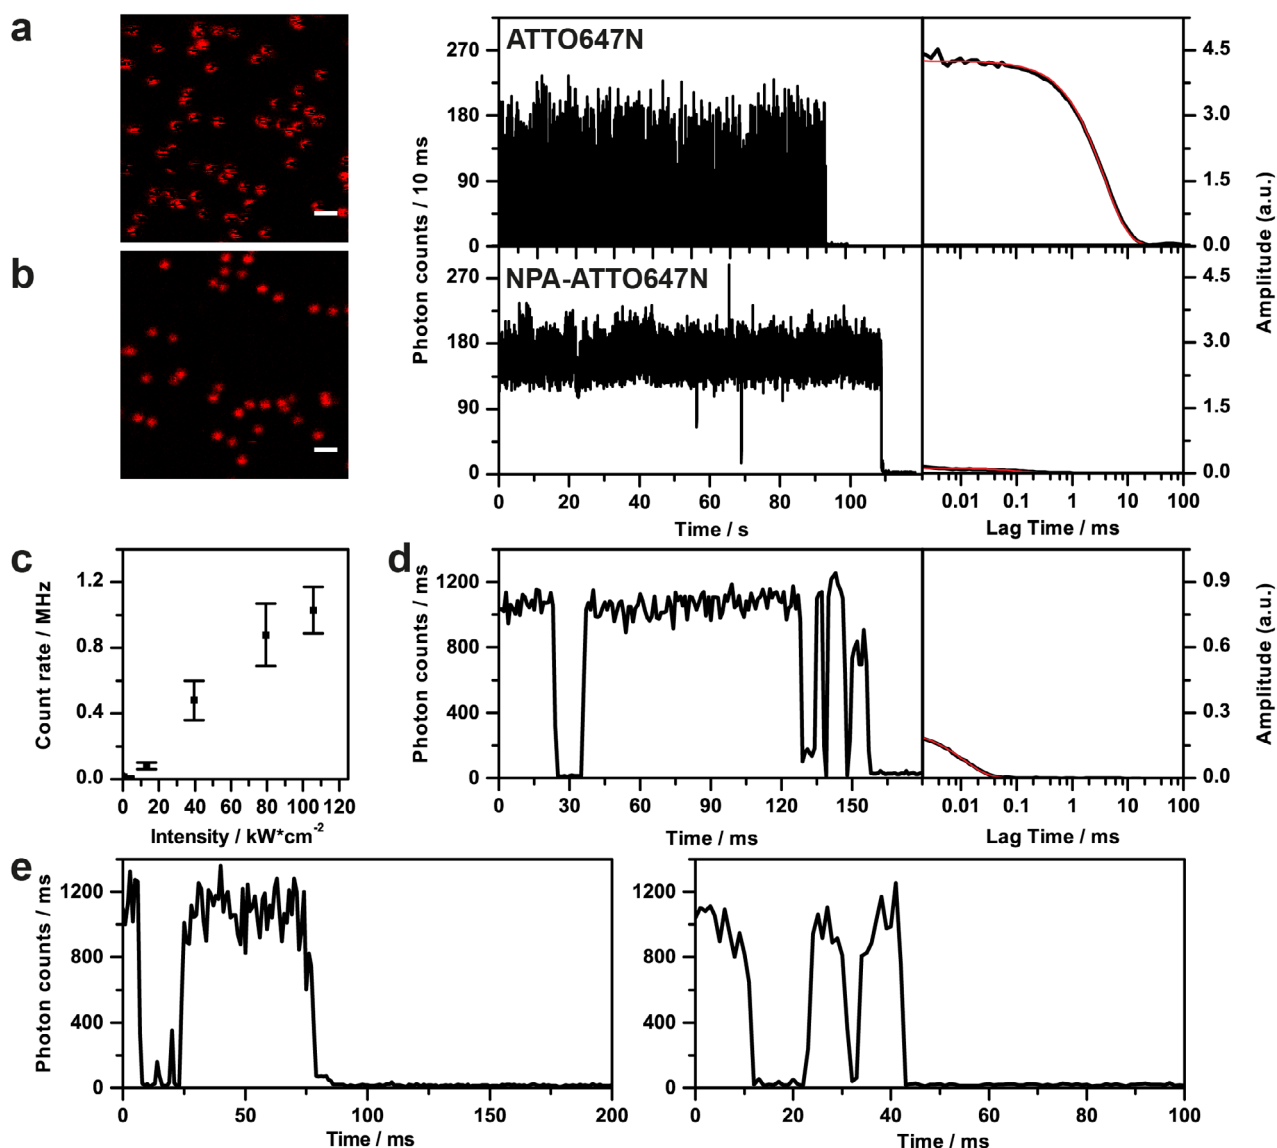 a
ATTO647N
270
180
90
0
4.5
3.0
1.5
0.0
b
NPA-ATTO647N
270
180
90
0
4.5
3.0
1.5
0.0
Photon counts / 10 ms
Amplitude (a.u.)
0 20 40 60 80 100
0.01 0.1 1 10 100
Time / s
Lag Time / ms
c
Count rate / MHz
1.2
0.8
0.4
0.0
0 20 40 60 80 100 120
Intensity / kW*cm-2
d
Photon counts / ms
1200
800
400
0
0.9
0.6
0.3
0.0
Amplitude (a.u.)
0 30 60 90 120 150
0.01 0.1 1 10 100
Time / ms
Lag Time / ms
e
Photon counts / ms
1200
800
400
0
1200
800
400
0
0 50 100 150 200
0 20 40 60 80 100
Time / ms
Time / ms